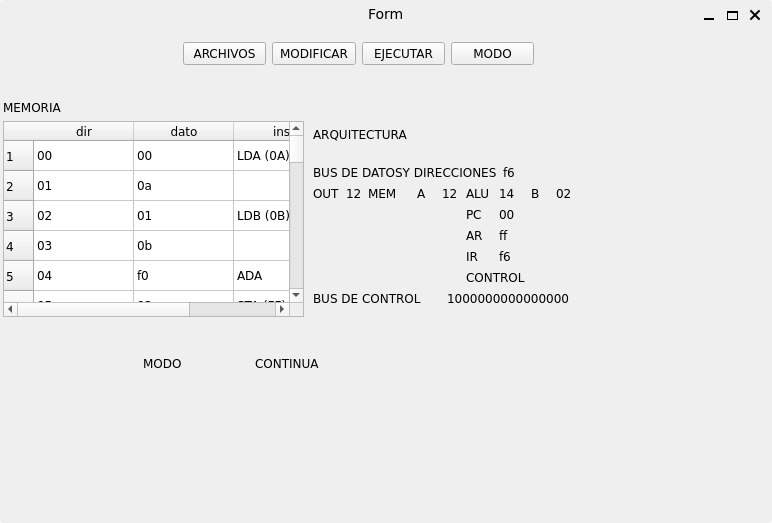 Form
ARCHIVOS MODIFICAR EJECUTAR MODO
MEMORIA
dir dato ins
1 00 00 LDA (0A)
2 01 0a
3 02 01 LDB (0B)
4 03 0b
5 04 f0 ADA
ARQUITECTURA
BUS DE DATOSY DIRECCIONES f6
OUT 12 MEM A 12 ALU 14 B 02
PC 00
AR ff
IR f6
CONTROL
BUS DE CONTROL 1000000000000000
MODO CONTINUA